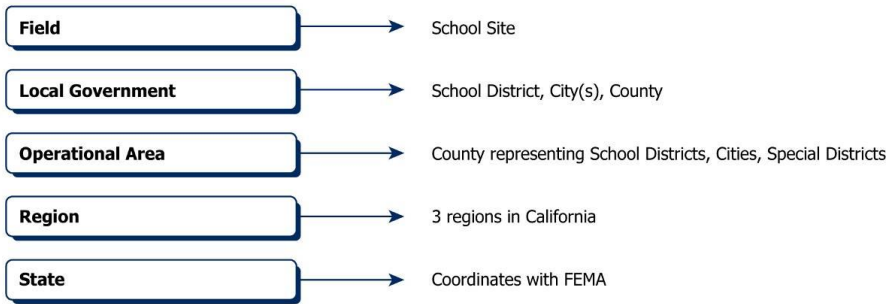 Field School Site
Local Government School District, City(s), County
Operational Area County representing School Districts, Cities, Special Districts
Region 3 regions in California
State Coordinates with FEMA